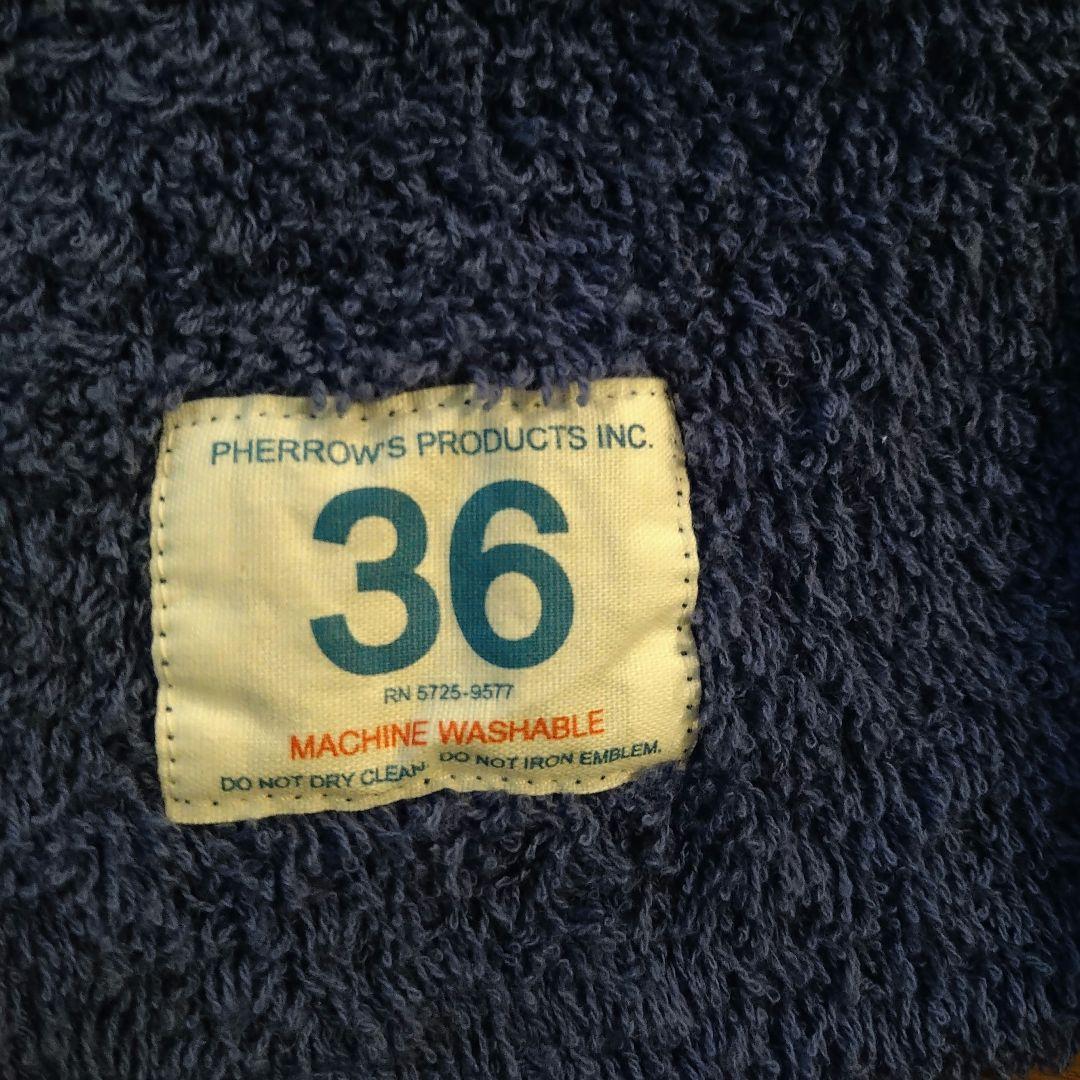 PHERROW'S PRODUCTS INC.
36
RN 5725-9577
MACHINE WASHABLE
DO NOT DRY CLEAN. DO NOT IRON EMBLEM.